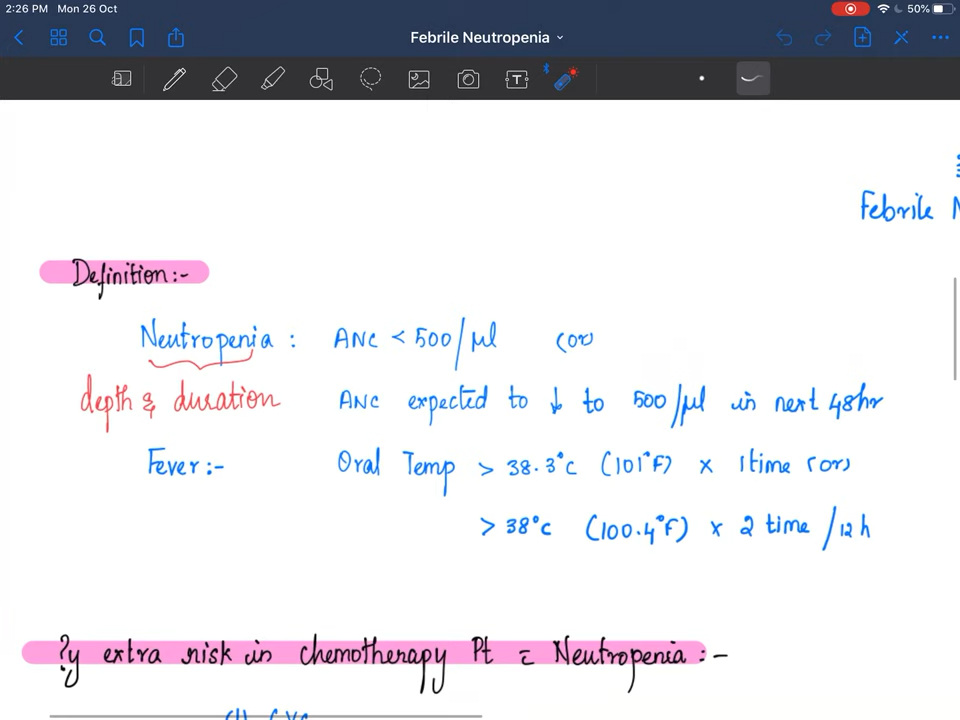 2:26 PM Mon 26 Oct
50%
Febrile Neutropenia
Febrile N
Definition:-
Neutropenia : ANC < 500/µl (or)
depth & duration ANC expected to ↓ to 500/µl in next 48hr
Fever:- Oral Temp > 38.3°c (101°F) x 1time (or)
> 38°c (100.4°F) x 2 time /12 h
?y extra risk in chemotherapy Pt c Neutropenia:-